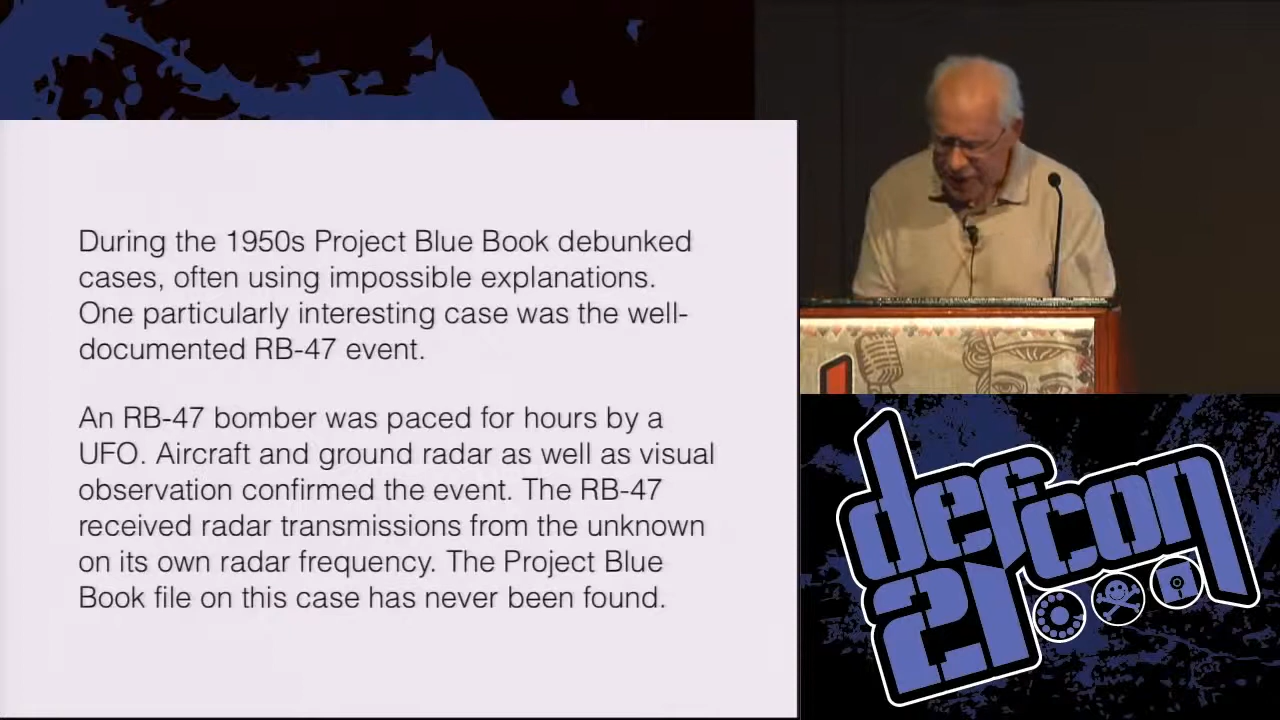 During the 1950s Project Blue Book debunked
cases, often using impossible explanations.
One particularly interesting case was the well-
documented RB-47 event.
An RB-47 bomber was paced for hours by a
UFO. Aircraft and ground radar as well as visual
observation confirmed the event. The RB-47
received radar transmissions from the unknown
on its own radar frequency. The Project Blue
Book file on this case has never been found.
defcon
21